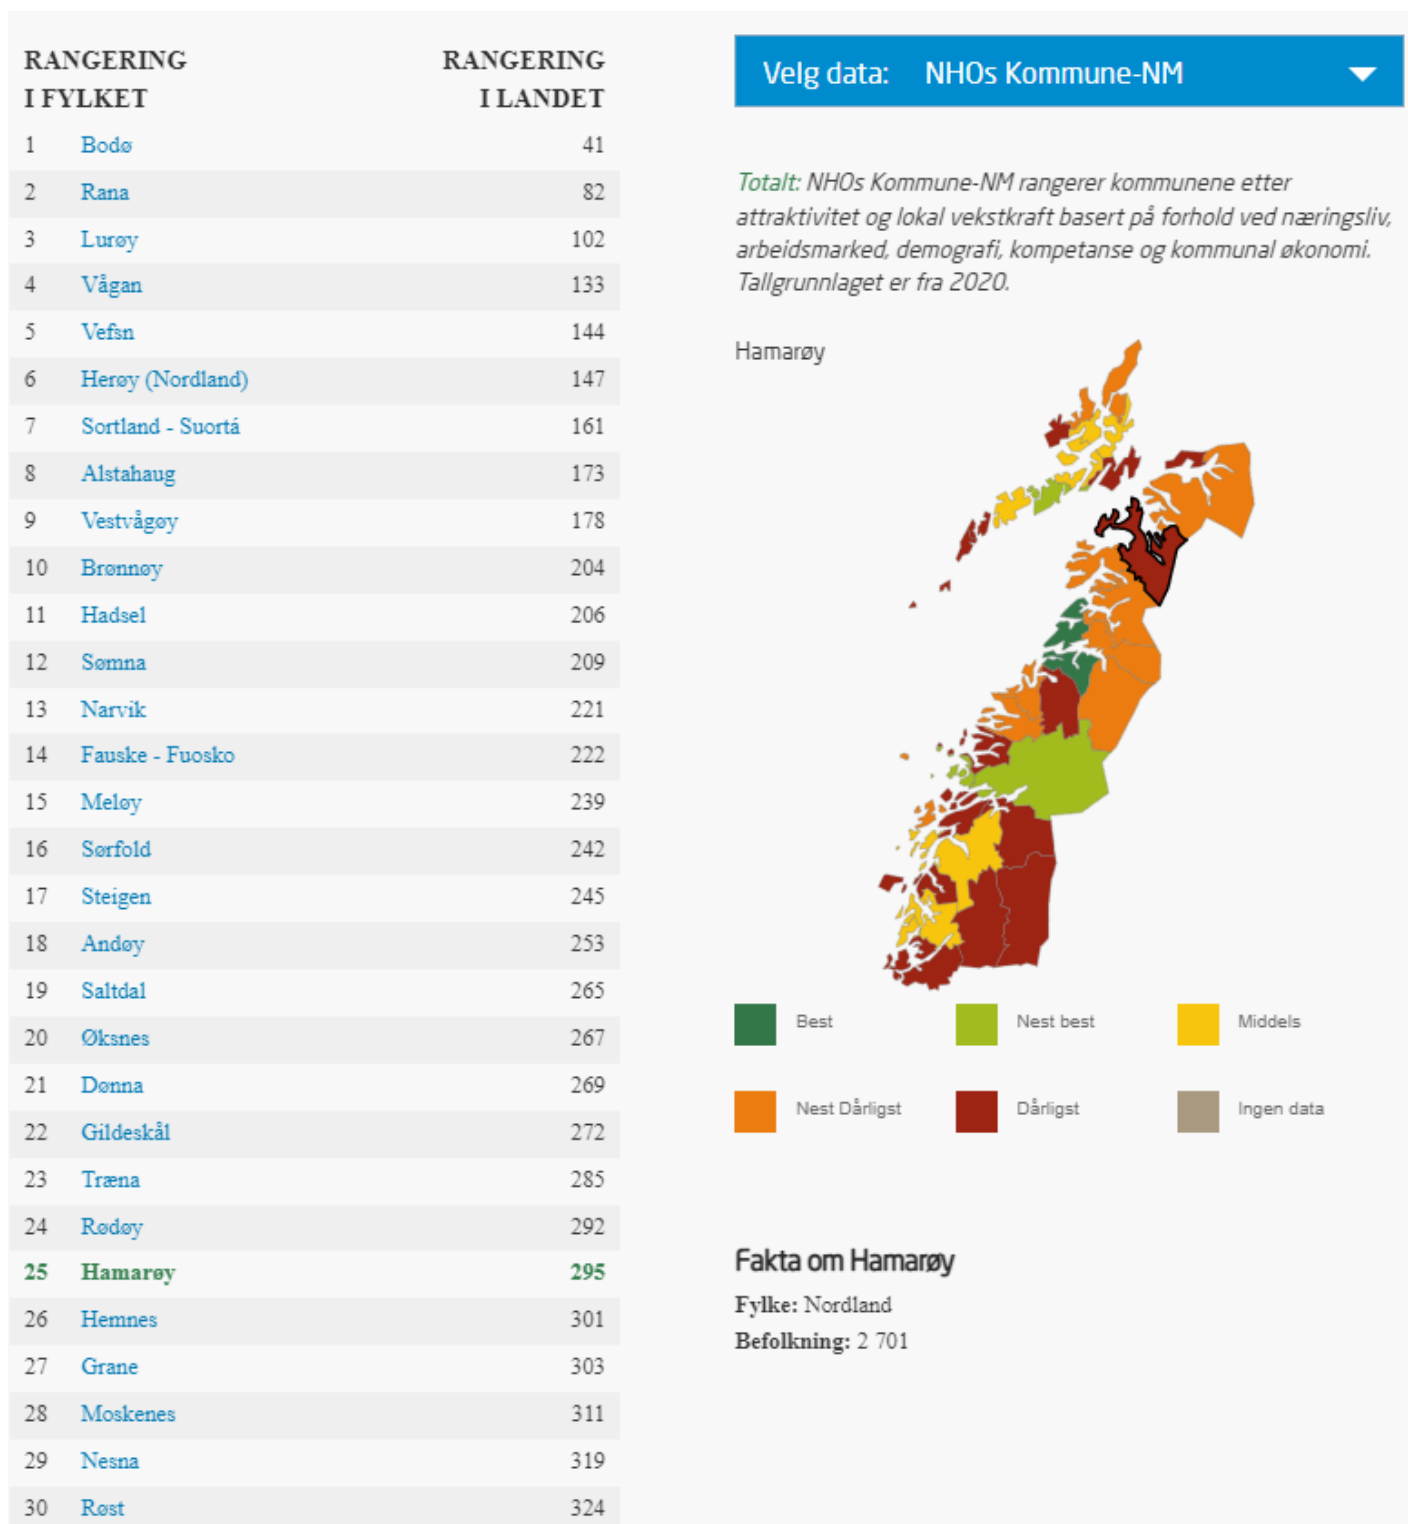 RANGERING I FYLKET
RANGERING I LANDET
1 Bodø 41
2 Rana 82
3 Lurøy 102
4 Vågan 133
5 Vefsn 144
6 Herøy (Nordland) 147
7 Sortland - Suortá 161
8 Alstahaug 173
9 Vestvågøy 178
10 Brønnøy 204
11 Hadsel 206
12 Sømna 209
13 Narvik 221
14 Fauske - Fuosko 222
15 Meløy 239
16 Sørfold 242
17 Steigen 245
18 Andøy 253
19 Saltdal 265
20 Øksnes 267
21 Dønna 269
22 Gildeskål 272
23 Træna 285
24 Rødøy 292
25 Hamarøy 295
26 Hemnes 301
27 Grane 303
28 Moskenes 311
29 Nesna 319
30 Røst 324
Velg data: NHOs Kommune-NM
Totalt: NHOs Kommune-NM rangerer kommunene etter
attraktivitet og lokal vekstkraft basert på forhold ved næringsliv,
arbeidsmarked, demografi, kompetanse og kommunal økonomi.
Tallgrunnlaget er fra 2020.
Hamarøy
Best Nest best Middels
Nest Dårligst Dårligst Ingen data
Fakta om Hamarøy
Fylke: Nordland
Befolkning: 2 701